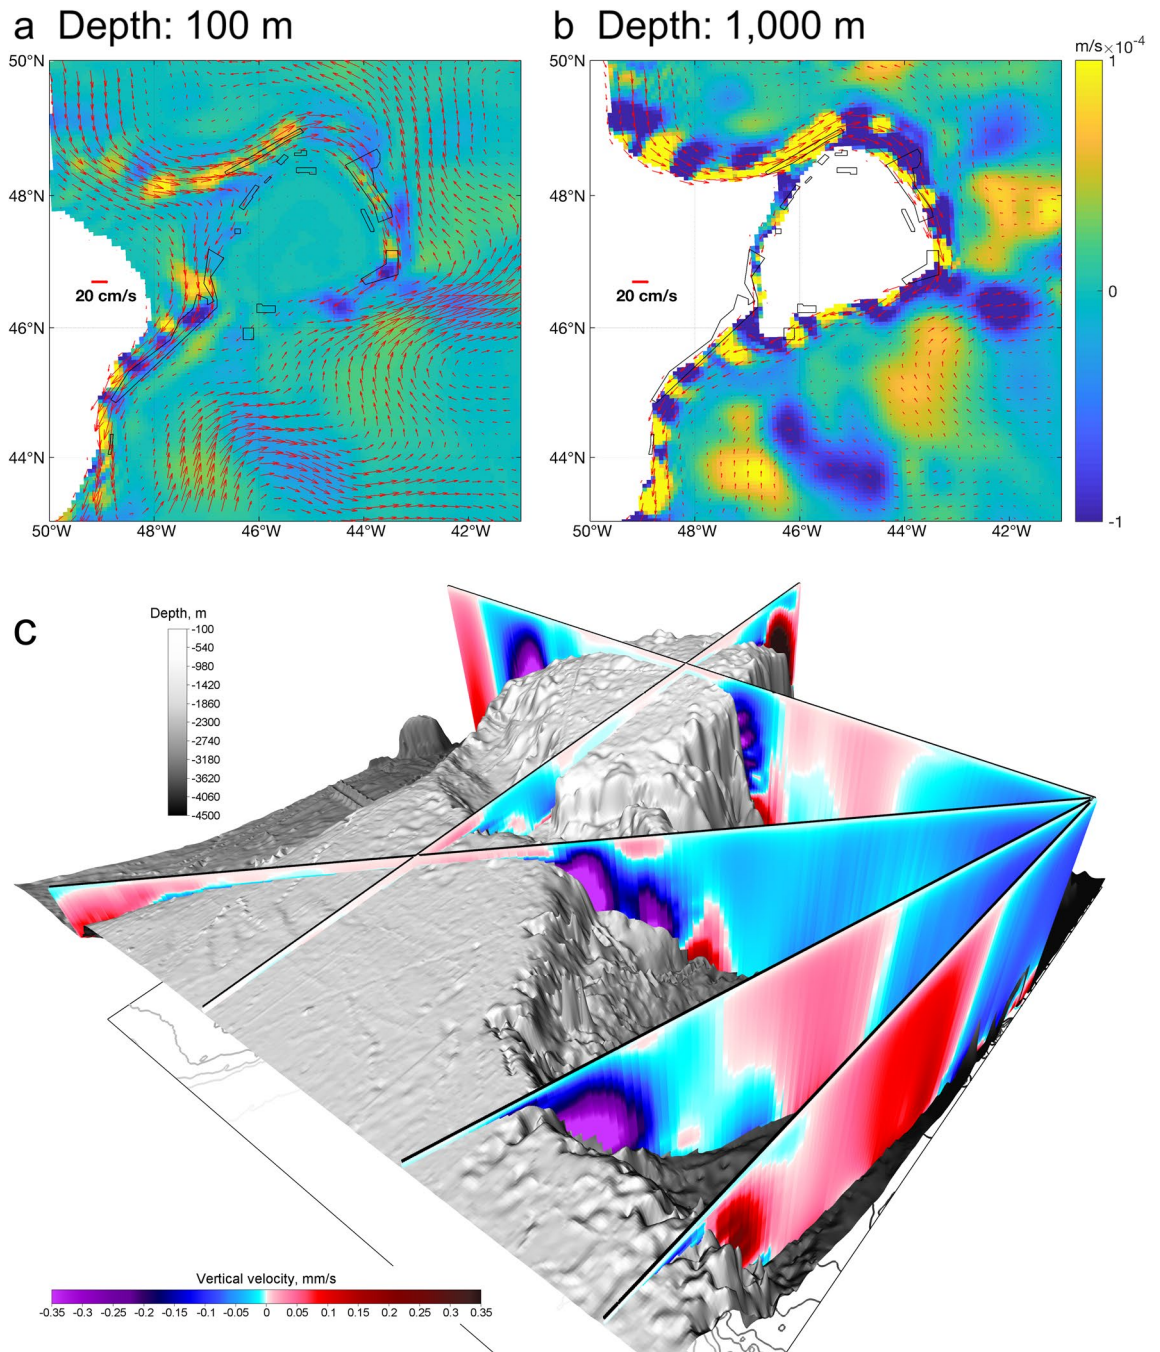 a Depth: 100 m
b Depth: 1,000 m
m/s×10⁻⁴
50°N
48°N
46°N
44°N
20 cm/s
50°W
48°W
46°W
44°W
42°W
50°N
48°N
46°N
44°N
20 cm/s
50°W
48°W
46°W
44°W
42°W
1
0
-1
c
Depth, m
-100
-540
-980
-1420
-1860
-2300
-2740
-3180
-3620
-4060
-4500
Vertical velocity, mm/s
-0.35 -0.3 -0.25 -0.2 -0.15 -0.1 -0.05 0 0.05 0.1 0.15 0.2 0.25 0.3 0.35